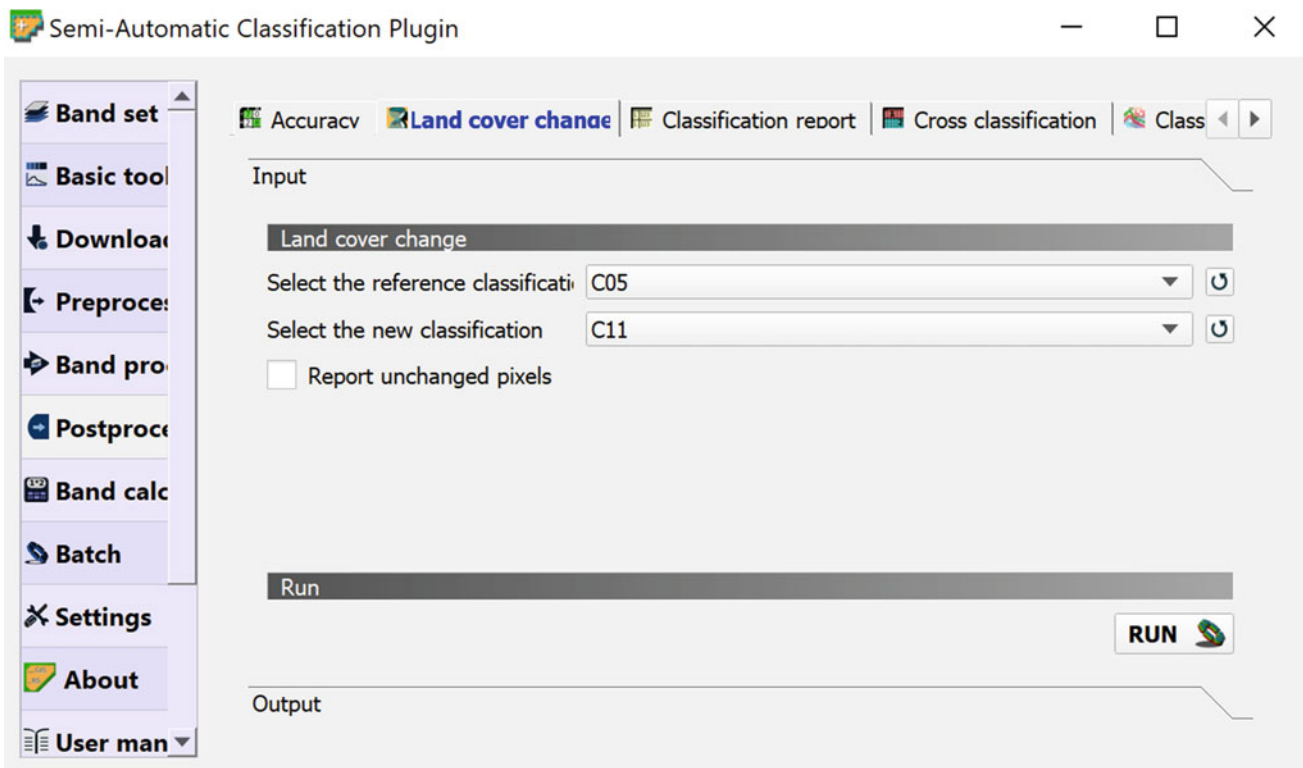 Semi-Automatic Classification Plugin
Band set
Basic tool
Downloa
Preproces
Band pro
Postproce
Band calc
Batch
Settings
About
User man
Accuracy
Land cover change
Classification report
Cross classification
Class
Input
Land cover change
Select the reference classificati
C05
Select the new classification
C11
Report unchanged pixels
Run
RUN
Output